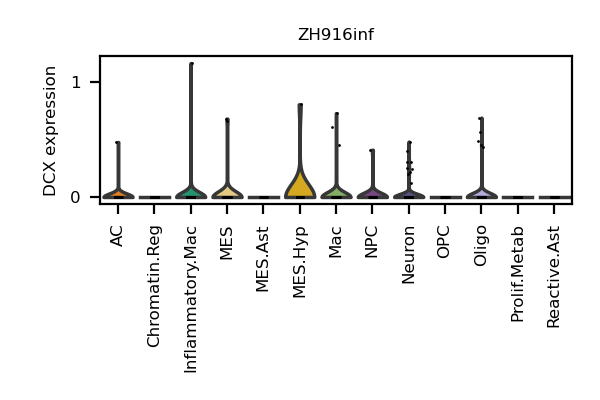 ZH916inf
DCX expression
1
0
AC
Chromatin.Reg
Inflammatory.Mac
MES
MES.Ast
MES.Hyp
Mac
NPC
Neuron
OPC
Oligo
Prolif.Metab
Reactive.Ast